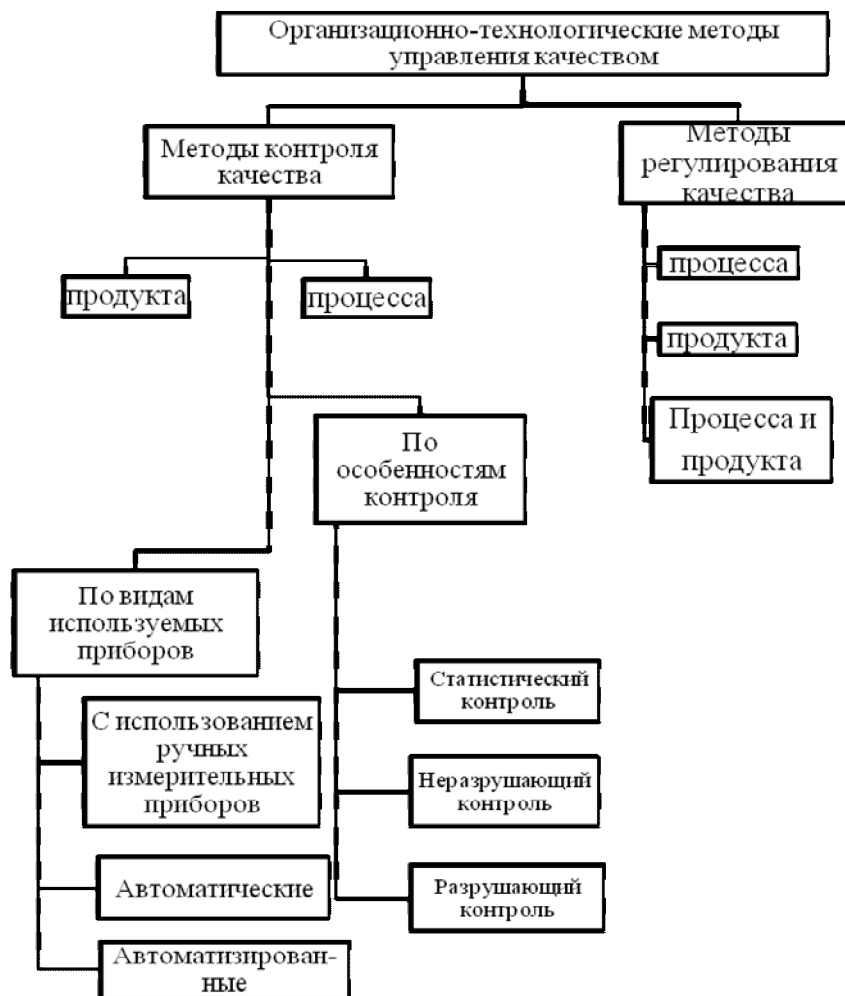 Организационно-технологические методы
управления качеством
Методы контроля
качества
Методы
регулирования
качества
продукта
процесса
процесса
продукта
Процесса и
продукта
По
особенностям
контроля
По видам
используемых
приборов
С использованием
ручных
измерительных
приборов
Автоматические
Автоматизирован-
ные
Статистический
контроль
Неразрушающий
контроль
Разрушающий
контроль